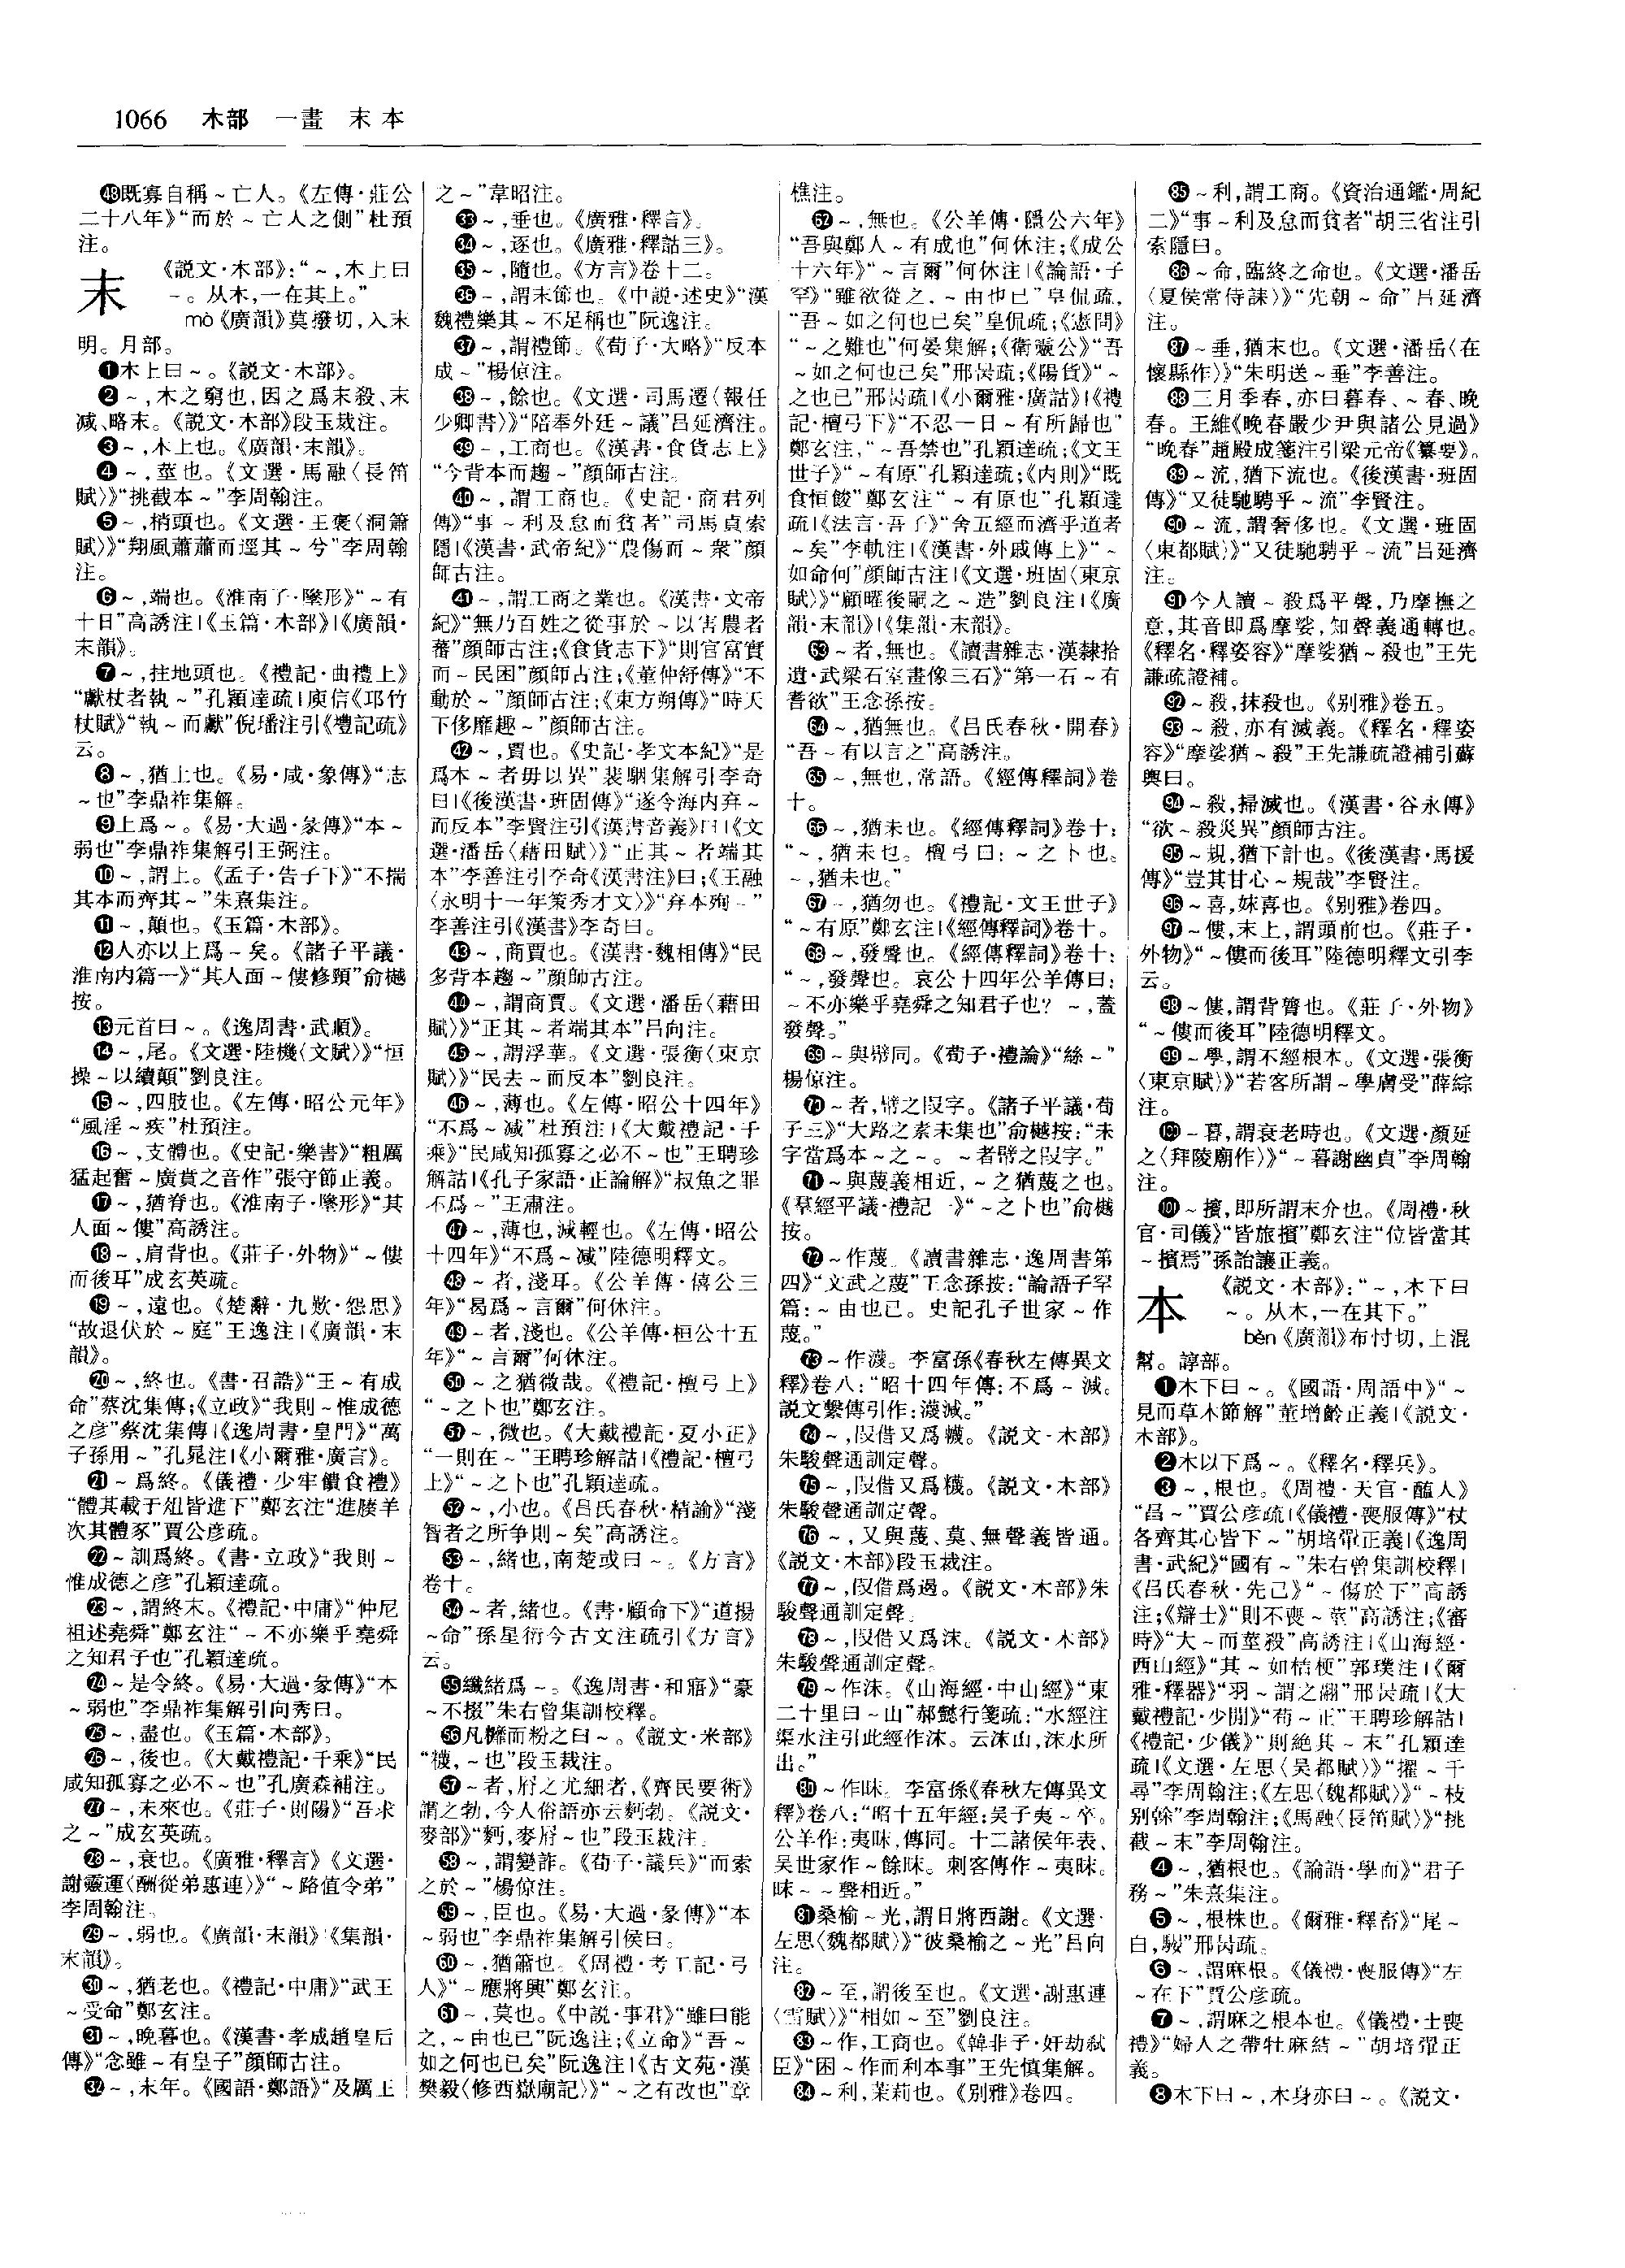 1066 木部 一畫 末 本
㊽既寡自稱～亡人。《左傳·莊公
二十八年》“而於～亡人之側”杜預
注。
末 《説文·木部》：“～，木上曰
～。从木，一在其上。”
mò《廣韻》莫撥切，入末
明。月部。
❶木上曰～。《説文·木部》。
❷～，木之窮也，因之爲末殺、末
减、略末。《説文·木部》段玉裁注。
❸～，木上也。《廣韻·末韻》。
❹～，莖也。《文選·馬融〈長笛
賦〉》“挑截本～”李周翰注。
❺～，梢頭也。《文選·王褒〈洞簫
賦〉》“翔風蕭蕭而逕其～兮”李周翰
注。
❻～，端也。《淮南子·墬形》“～有
十日”高誘注|《玉篇·木部》|《廣韻·
末韻》。
❼～，拄地頭也。《禮記·曲禮上》
“獻杖者執～”孔穎達疏|庾信《邛竹
杖賦》“執～而獻”倪璠注引《禮記疏》
云。
❽～，猶上也。《易·咸·象傳》“志
～也”李鼎祚集解。
❾上爲～。《易·大過·彖傳》“本～
弱也”李鼎祚集解引王弼注。
❿～，謂上。《孟子·告子下》“不揣
其本而齊其～”朱熹集注。
⓫～，顛也。《玉篇·木部》。
⓬人亦以上爲～矣。《諸子平議·
淮南内篇一》“其人面～僂修頸”俞樾
按。
⓭元首曰～。《逸周書·武順》。
⓮～，尾。《文選·陸機〈文賦〉》“恒
操～以續顛”劉良注。
⓯～，四肢也。《左傳·昭公元年》
“風淫～疾”杜預注。
⓰～，支體也。《史記·樂書》“粗厲
猛起奮～廣賁之音作”張守節正義。
⓱～，猶脊也。《淮南子·墬形》“其
人面～僂”高誘注。
⓲～，肩背也。《莊子·外物》“～僂
而後耳”成玄英疏。
⓳～，遠也。《楚辭·九歎·怨思》
“故退伏於～庭”王逸注|《廣韻·末
韻》。
⓴～，終也。《書·召誥》“王～有成
命”蔡沈集傳；《立政》“我則～惟成德
之彦”蔡沈集傳|《逸周書·皇門》“萬
子孫用～”孔晁注|《小爾雅·廣言》。
㉑～爲終。《儀禮·少牢饋食禮》
“體其載于俎皆進下”鄭玄注“進腠羊
次其體豕”賈公彦疏。
㉒～訓爲終。《書·立政》“我則～
惟成德之彦”孔穎達疏。
㉓～，謂終末。《禮記·中庸》“仲尼
祖述堯舜”鄭玄注“～不亦樂乎堯舜
之知君子也”孔穎達疏。
㉔～是令終。《易·大過·彖傳》“本
～弱也”李鼎祚集解引向秀曰。
㉕～，盡也。《玉篇·木部》。
㉖～，後也。《大戴禮記·千乘》“民
咸知孤寡之必不～也”孔廣森補注。
㉗～，未來也。《莊子·則陽》“吾求
之～”成玄英疏。
㉘～，衰也。《廣雅·釋言》《文選·
謝靈運〈酬從弟惠連〉》“～路值令弟”
李周翰注。
㉙～，弱也。《廣韻·末韻》|《集韻·
末韻》。
㉚～，猶老也。《禮記·中庸》“武王
～受命”鄭玄注。
㉛～，晚暮也。《漢書·孝成趙皇后
傳》“念雖～有皇子”顔師古注。
㉜～，末年。《國語·鄭語》“及厲王
之～”韋昭注。
㉝～，垂也。《廣雅·釋言》。
㉞～，逐也。《廣雅·釋詁三》。
㉟～，隨也。《方言》卷十二。
㊱～，謂末節也。《中説·述史》“漢
魏禮樂其～不足稱也”阮逸注。
㊲～，謂禮節。《荀子·大略》“反本
成～”楊倞注。
㊳～，餘也。《文選·司馬遷〈報任
少卿書〉》“陪奉外廷～議”吕延濟注。
㊴～，工商也。《漢書·食貨志上》
“今背本而趨～”顔師古注。
㊵～，謂工商也。《史記·商君列
傳》“事～利及怠而貧者”司馬貞索
隱|《漢書·武帝紀》“農傷而～衆”顔
師古注。
㊶～，謂工商之業也。《漢書·文帝
紀》“無乃百姓之從事於～以害農者
蕃”顔師古注；《食貨志下》“則官富實
而～民困”顔師古注；《董仲舒傳》“不
動於～”顔師古注；《東方朔傳》“時天
下侈靡趨～”顔師古注。
㊷～，賈也。《史記·孝文本紀》“是
爲本～者毋以異”裴駰集解引李奇
曰|《後漢書·班固傳》“遂令海内弃～
而反本”李賢注引《漢書音義》曰|《文
選·潘岳〈藉田賦〉》“正其～者端其
本”李善注引李奇《漢書注》曰；《王融
〈永明十一年策秀才文〉》“弃本殉～”
李善注引《漢書》李奇曰。
㊸～，商賈也。《漢書·魏相傳》“民
多背本趨～”顔師古注。
㊹～，謂商賈。《文選·潘岳〈藉田
賦〉》“正其～者端其本”吕向注。
㊺～，謂浮華。《文選·張衡〈東京
賦〉》“民去～而反本”劉良注。
㊻～，薄也。《左傳·昭公十四年》
“不爲～减”杜預注|《大戴禮記·千
乘》“民咸知孤寡之必不～也”王聘珍
解詁|《孔子家語·正論解》“叔魚之罪
不爲～”王肅注。
㊼～，薄也，減輕也。《左傳·昭公
十四年》“不爲～减”陸德明釋文。
㊽～者，淺耳。《公羊傳·僖公三
年》“曷爲～言爾”何休注。
㊾～者，淺也。《公羊傳·桓公十五
年》“～言爾”何休注。
㊿～之猶微哉。《禮記·檀弓上》
“～之卜也”鄭玄注。
51～，微也。《大戴禮記·夏小正》
“一則在～”王聘珍解詁|《禮記·檀弓
上》“～之卜也”孔穎達疏。
52～，小也。《吕氏春秋·精諭》“淺
智者之所争則～矣”高誘注。
53～，緒也，南楚或曰～。《方言》
卷十。
54～者，緒也。《書·顧命下》“道揚
～命”孫星衍今古文注疏引《方言》
云。
55纖緒爲～。《逸周書·和寤》“豪
～不掇”朱右曾集訓校釋。
56凡糠而粉之曰～。《説文·米部》
“䊳，～也”段玉裁注。
57～者，屑之尤細者，《齊民要術》
謂之勃，今人俗語亦云麪勃。《説文·
麥部》“麪，麥屑～也”段玉裁注。
58～，謂變詐。《荀子·議兵》“而索
之於～”楊倞注。
59～，臣也。《易·大過·彖傳》“本
～弱也”李鼎祚集解引侯曰。
60～，猶簫也。《周禮·考工記·弓
人》“～應將興”鄭玄注。
61～，莫也。《中説·事君》“雖曰能
之，～由也已”阮逸注；《立命》“吾～
如之何也已矣”阮逸注|《古文苑·漢
樊毅〈修西嶽廟記〉》“～之有改也”章
樵注。
62～，無也。《公羊傳·隱公六年》
“吾與鄭人～有成也”何休注；《成公
十六年》“～言爾”何休注|《論語·子
罕》“雖欲從之，～由也已”皇侃疏，
“吾～如之何也已矣”皇侃疏；《憲問》
“～之難也”何晏集解；《衛靈公》“吾
～如之何也已矣”邢昺疏；《陽貨》“～
之也已”邢昺疏|《小爾雅·廣詁》|《禮
記·檀弓下》“不忍一日～有所歸也”
鄭玄注，“～吾禁也”孔穎達疏；《文王
世子》“～有原”孔穎達疏；《内則》“既
食恒餕”鄭玄注“～有原也”孔穎達
疏|《法言·吾子》“舍五經而濟乎道者
～矣”李軌注|《漢書·外戚傳上》“～
如命何”顔師古注|《文選·班固〈東京
賦〉》“顧曜後嗣之～造”劉良注|《廣
韻·末韻》|《集韻·末韻》。
63～者，無也。《讀書雜志·漢隸拾
遺·武梁石室畫像三石》“第一石～有
耆欲”王念孫按。
64～，猶無也。《吕氏春秋·開春》
“吾～有以言之”高誘注。
65～，無也，常語。《經傳釋詞》卷
十。
66～，猶未也。《經傳釋詞》卷十：
“～，猶未也。檀弓曰：～之卜也。
～，猶未也。”
67～，猶勿也。《禮記·文王世子》
“～有原”鄭玄注|《經傳釋詞》卷十。
68～，發聲也。《經傳釋詞》卷十：
“～，發聲也。哀公十四年公羊傳曰：
～不亦樂乎堯舜之知君子也？～，蓋
發聲。”
69～與幦同。《荀子·禮論》“絲～”
楊倞注。
70～者，幦之叚字。《諸子平議·荀
子三》“大路之素未集也”俞樾按：“未
字當爲本～之～。～者幦之叚字。”
71～與蔑義相近，～之猶蔑之也。
《羣經平議·禮記一》“～之卜也”俞樾
按。
72～作蔑。《讀書雜志·逸周書第
四》“文武之蔑”王念孫按：“論語子罕
篇：～由也已。史記孔子世家～作
蔑。”
73～作瀎。李富孫《春秋左傳異文
釋》卷八：“昭十四年傳：不爲～減。
説文繫傳引作：瀎減。”
74～，叚借又爲幭。《説文·木部》
朱駿聲通訓定聲。
75～，叚借又爲䊳。《説文·木部》
朱駿聲通訓定聲。
76～，又與蔑、莫、無聲義皆通。
《説文·木部》段玉裁注。
77～，叚借爲過。《説文·木部》朱
駿聲通訓定聲。
78～，叚借又爲沫。《説文·木部》
朱駿聲通訓定聲。
79～作沫。《山海經·中山經》“東
二十里曰～山”郝懿行箋疏：“水經注
渠水注引此經作沫。云沫山，沫水所
出。”
80～作昧。李富孫《春秋左傳異文
釋》卷八：“昭十五年經：吴子夷～卒。
公羊作：夷昧，傳同。十二諸侯年表、
吴世家作～餘昧。刺客傳作～夷昧。
昧～～聲相近。”
81桑榆～光，謂日將西謝。《文選·
左思〈魏都賦〉》“彼桑榆之～光”吕向
注。
82～至，謂後至也。《文選·謝惠連
〈雪賦〉》“相如～至”劉良注。
83～作，工商也。《韓非子·奸劫弑
臣》“困～作而利本事”王先慎集解。
84～利，茉莉也。《别雅》卷四。
85～利，謂工商。《資治通鑑·周紀
二》“事～利及怠而貧者”胡三省注引
索隱曰。
86～命，臨終之命也。《文選·潘岳
〈夏侯常侍誄〉》“先朝～命”吕延濟
注。
87～垂，猶末也。《文選·潘岳〈在
懷縣作〉》“朱明送～垂”李善注。
88三月季春，亦曰暮春、～春、晚
春。王維《晚春嚴少尹與諸公見過》
“晚春”趙殿成箋注引梁元帝《纂要》。
89～流，猶下流也。《後漢書·班固
傳》“又徒馳騁乎～流”李賢注。
90～流，謂奢侈也。《文選·班固
〈東都賦〉》“又徒馳騁乎～流”吕延濟
注。
91今人讀～殺爲平聲，乃摩撫之
意，其音即爲摩挲，知聲義通轉也。
《釋名·釋姿容》“摩娑猶～殺也”王先
謙疏證補。
92～殺，抹殺也。《别雅》卷五。
93～殺，亦有滅義。《釋名·釋姿
容》“摩娑猶～殺”王先謙疏證補引蘇
輿曰。
94～殺，掃滅也。《漢書·谷永傳》
“欲～殺災異”顔師古注。
95～規，猶下計也。《後漢書·馬援
傳》“豈其甘心～規哉”李賢注。
96～喜，妺喜也。《别雅》卷四。
97～僂，末上，謂頭前也。《莊子·
外物》“～僂而後耳”陸德明釋文引李
云。
98～僂，謂背膂也。《莊子·外物》
“～僂而後耳”陸德明釋文。
99～學，謂不經根本。《文選·張衡
〈東京賦〉》“若客所謂～學膚受”薛綜
注。
100～暮，謂衰老時也。《文選·顔延
之〈拜陵廟作〉》“～暮謝幽貞”李周翰
注。
101～擯，即所謂末介也。《周禮·秋
官·司儀》“皆旅擯”鄭玄注“位皆當其
～擯焉”孫詒讓正義。
本 《説文·木部》：“～，木下曰
～。从木，一在其下。”
běn《廣韻》布忖切，上混
幫。諄部。
❶木下曰～。《國語·周語中》“～
見而草木節解”董增齡正義|《説文·
木部》。
❷木以下爲～。《釋名·釋兵》。
❸～，根也。《周禮·天官·醢人》
“昌～”賈公彦疏|《儀禮·喪服傳》“杖
各齊其心皆下～”胡培翬正義|《逸周
書·武紀》“國有～”朱右曾集訓校釋|
《吕氏春秋·先己》“～傷於下”高誘
注；《辯士》“則不喪～莖”高誘注；《審
時》“大～而莖殺”高誘注|《山海經·
西山經》“其～如桔梗”郭璞注|《爾
雅·釋器》“羽～謂之翮”邢昺疏|《大
戴禮記·少閒》“苟～正”王聘珍解詁|
《禮記·少儀》“則絶其～末”孔穎達
疏|《文選·左思〈吴都賦〉》“擢～千
尋”李周翰注；《左思〈魏都賦〉》“～枝
别幹”李周翰注；《馬融〈長笛賦〉》“挑
截～末”李周翰注。
❹～，猶根也。《論語·學而》“君子
務～”朱熹集注。
❺～，根株也。《爾雅·釋畜》“尾～
白，騴”邢昺疏。
❻～，謂麻根。《儀禮·喪服傳》“左
～在下”賈公彦疏。
❼～，謂麻之根本也。《儀禮·士喪
禮》“婦人之帶牡麻結～”胡培翬正
義。
❽木下曰～，木身亦曰～。《説文·